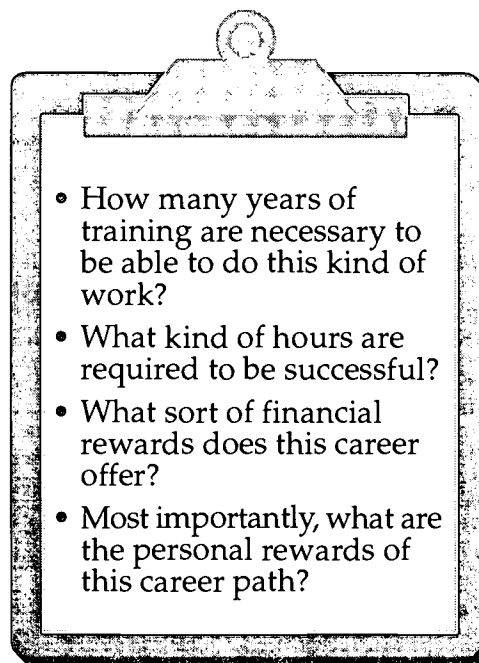 • How many years of
training are necessary to
be able to do this kind of
work?
• What kind of hours are
required to be successful?
• What sort of financial
rewards does this career
offer?
• Most importantly, what are
the personal rewards of
this career path?